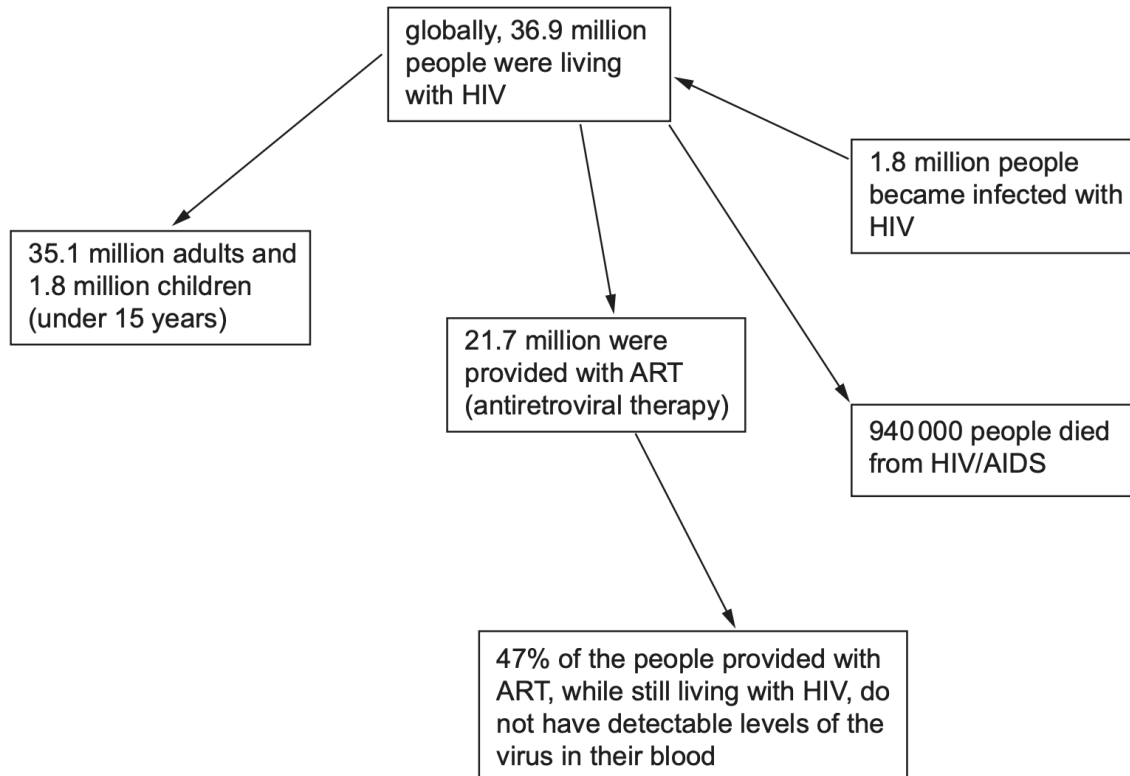 globally, 36.9 million
people were living
with HIV
1.8 million people
became infected with
HIV
35.1 million adults and
1.8 million children
(under 15 years)
21.7 million were
provided with ART
(antiretroviral therapy)
940 000 people died
from HIV/AIDS
47% of the people provided with
ART, while still living with HIV, do
not have detectable levels of the
virus in their blood